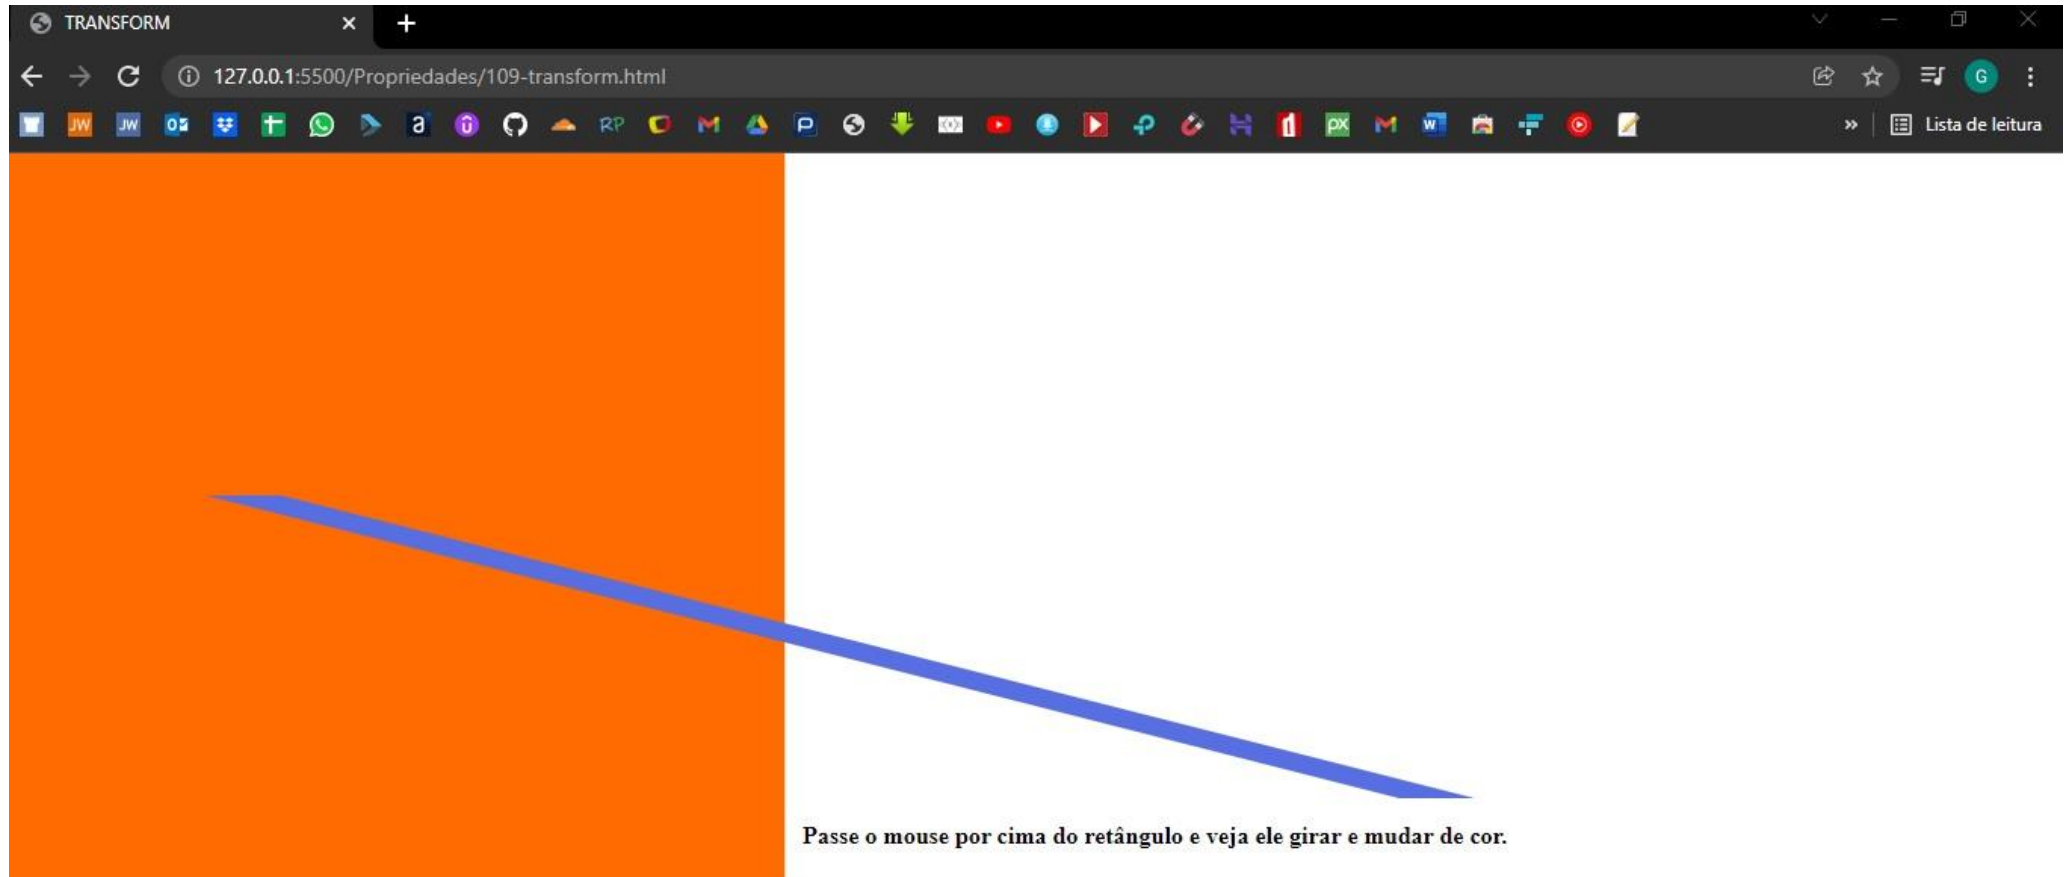 TRANSFORM
127.0.0.1:5500/Propriedades/109-transform.html
G
JW JW a RP P PX W
» Lista de leitura
Passe o mouse por cima do retângulo e veja ele girar e mudar de cor.